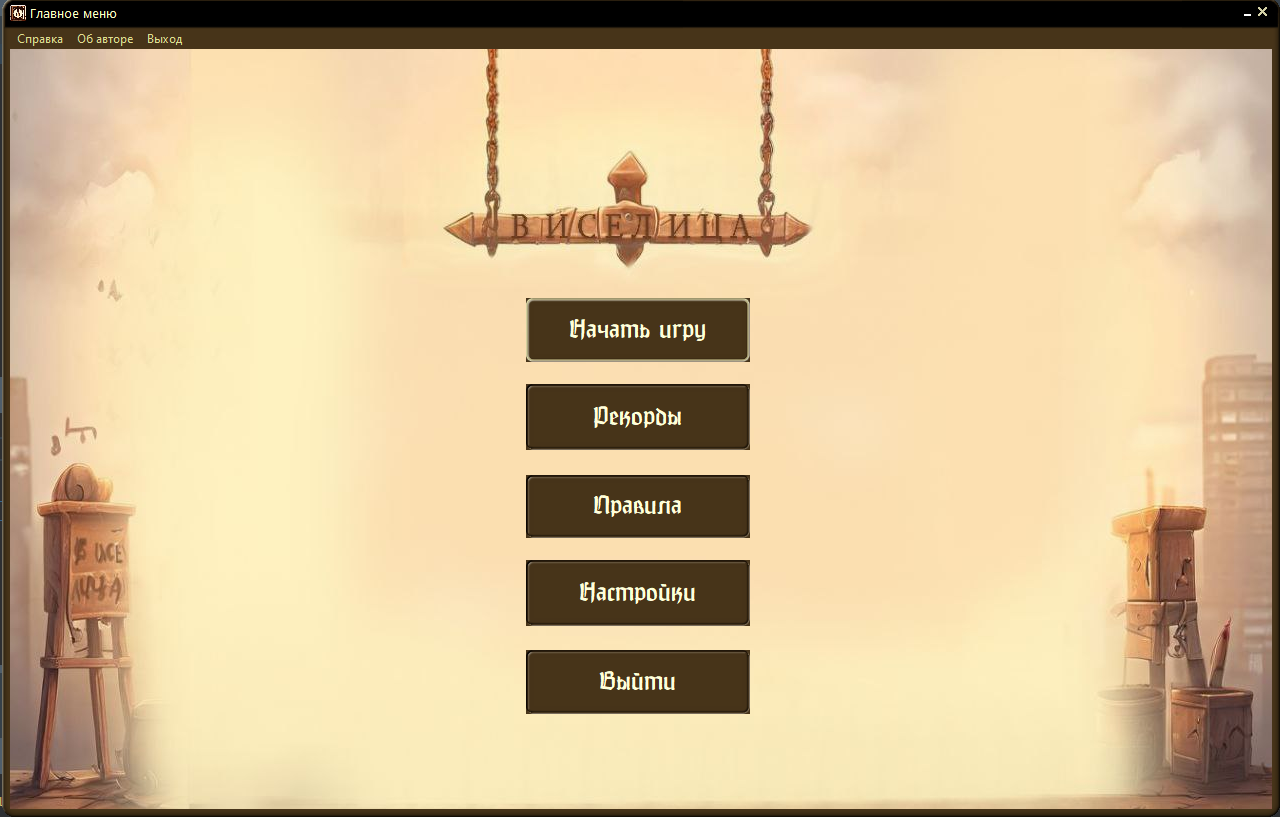 Главное меню
Справка Об авторе Выход
ВИСЕЛИЦА
Начать игру
Рекорды
Правила
Настройки
Выйти